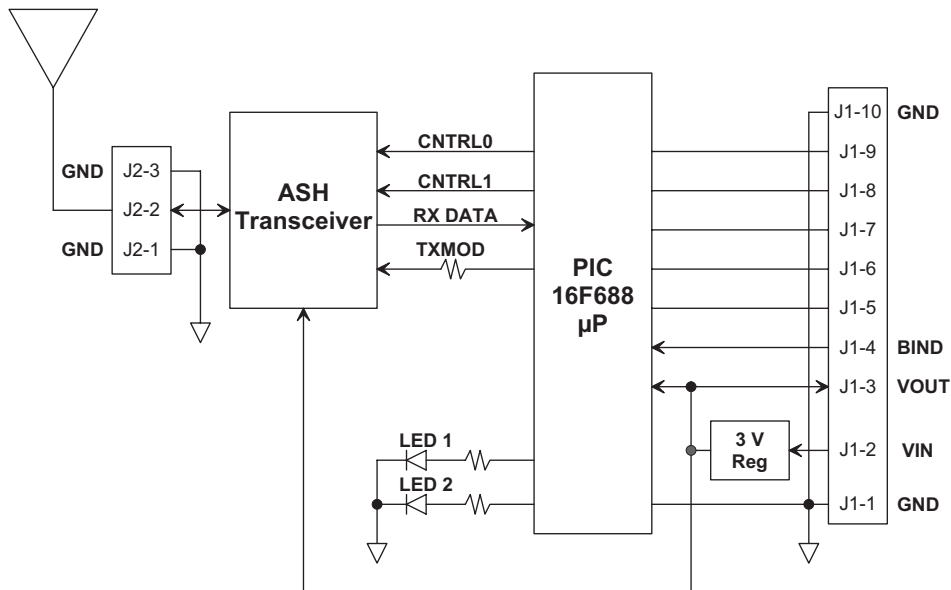 J1-10 GND
CNTRL0
J1-9
GND J2-3
ASH
Transceiver
CNTRL1
J1-8
J2-2
RX DATA
J1-7
GND J2-1
TXMOD
PIC
16F688
µP
J1-6
J1-5
J1-4 BIND
J1-3 VOUT
LED 1
3 V
Reg
J1-2 VIN
LED 2
J1-1 GND